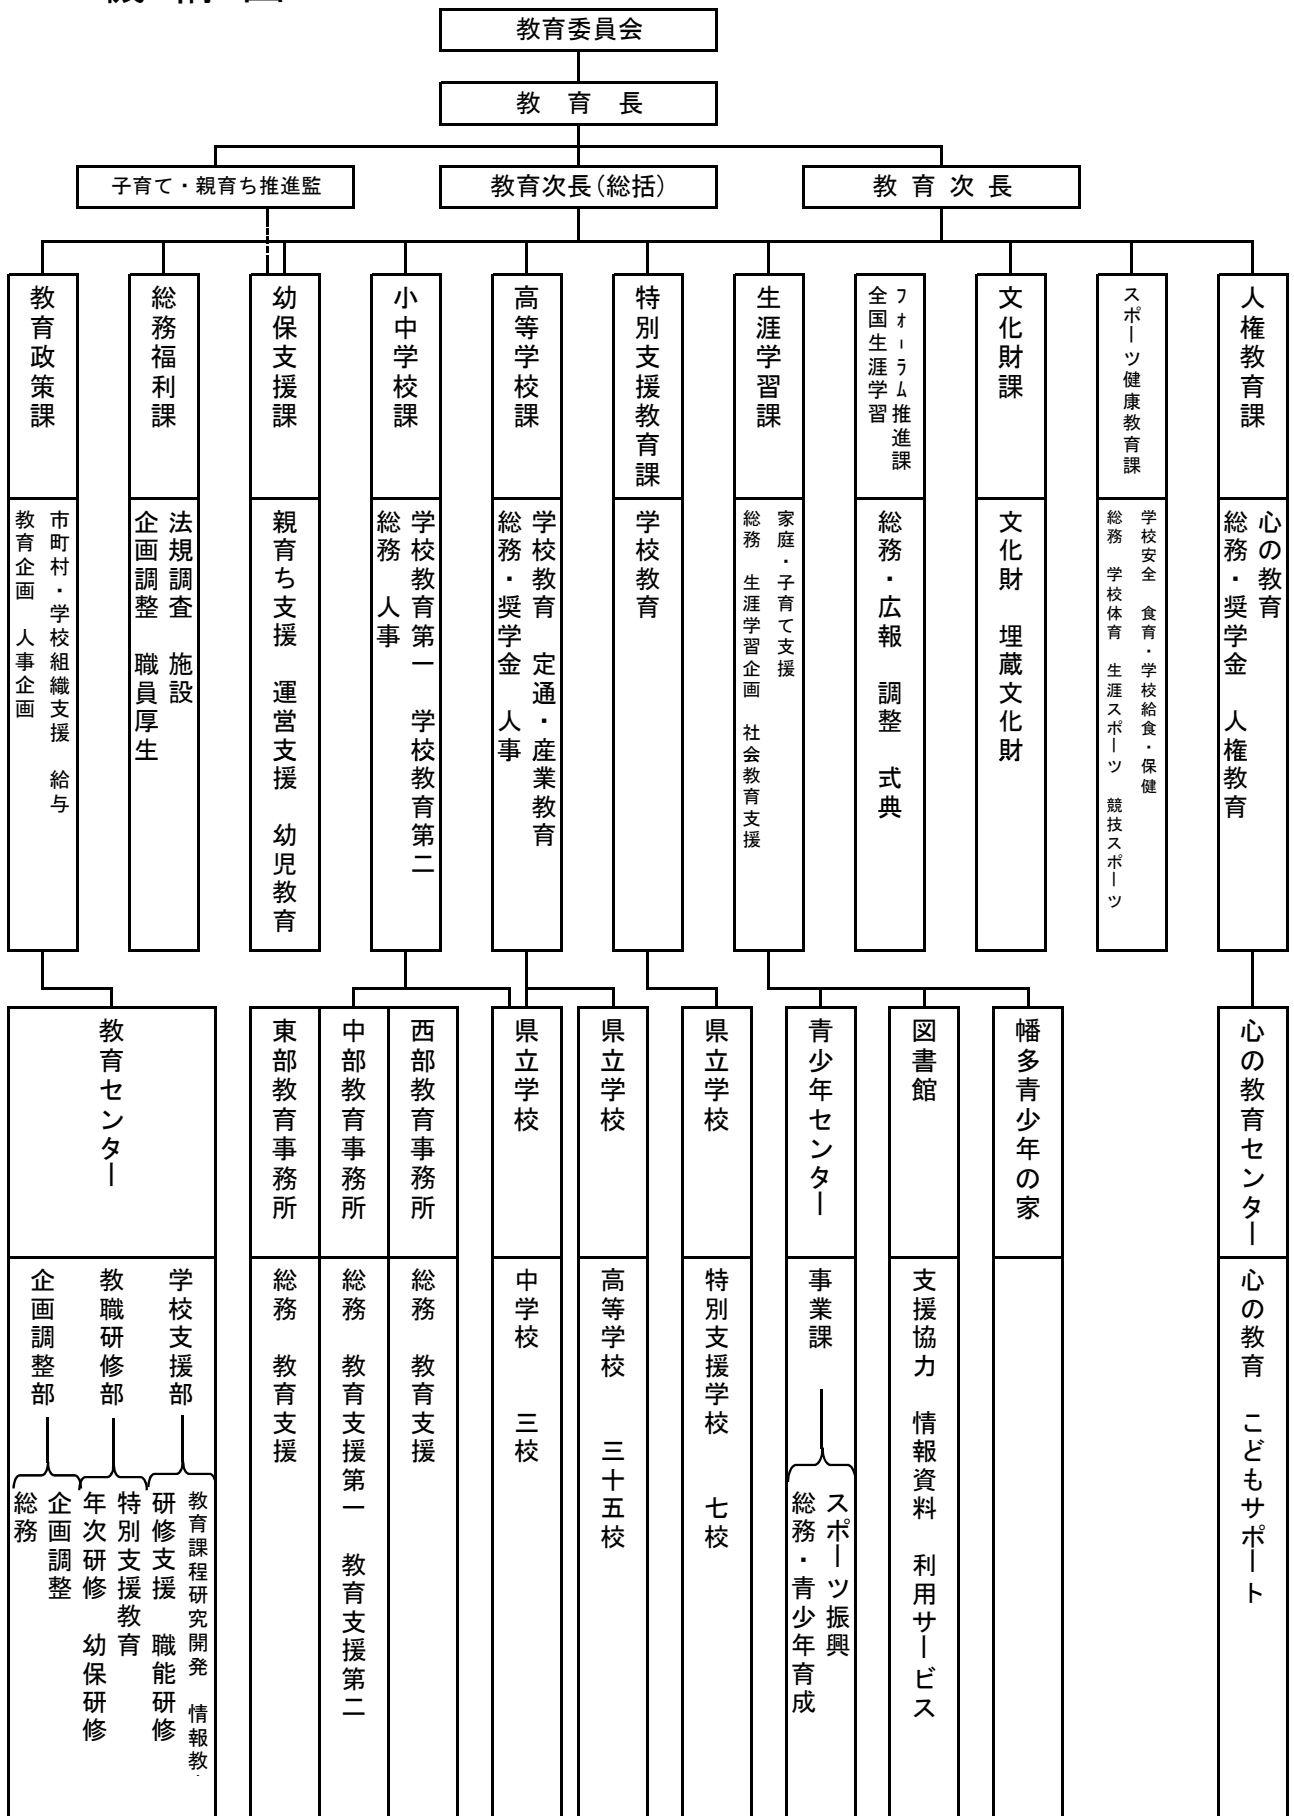 教育委員会
教 育 長
子育て・親育ち推進監
教育次長（総括）
教 育 次 長
教育政策課
総務福利課
幼保支援課
小中学校課
高等学校課
特別支援教育課
生涯学習課
全国生涯学習
フォーラム推進課
文化財課
スポーツ健康教育課
人権教育課
市町村・学校組織支援 給与
教育企画 人事企画
法規調査 施設
企画調整 職員厚生
親育ち支援 運営支援 幼児教育
学校教育第一 学校教育第二
総務 人事
学校教育 定通・産業教育
総務・奨学金 人事
学校教育
家庭・子育て支援
総務 生涯学習企画 社会教育支援
総務・広報 調整 式典
文化財 埋蔵文化財
学校安全 食育・学校給食・保健
総務 学校体育 生涯スポーツ 競技スポーツ
心の教育
総務・奨学金 人権教育
教育センター
東部教育事務所
中部教育事務所
西部教育事務所
県立学校
県立学校
県立学校
青少年センター
図書館
幡多青少年の家
心の教育センター
学校支援部
教職研修部
企画調整部
教育課程研究開発 情報教
研修支援 職能研修
特別支援教育
年次研修 幼保研修
企画調整
総務
総務 教育支援
総務 教育支援第一 教育支援第二
総務 教育支援
中学校 三校
高等学校 三十五校
特別支援学校 七校
事業課
スポーツ振興
総務・青少年育成
支援協力 情報資料 利用サービス
心の教育 こどもサポート